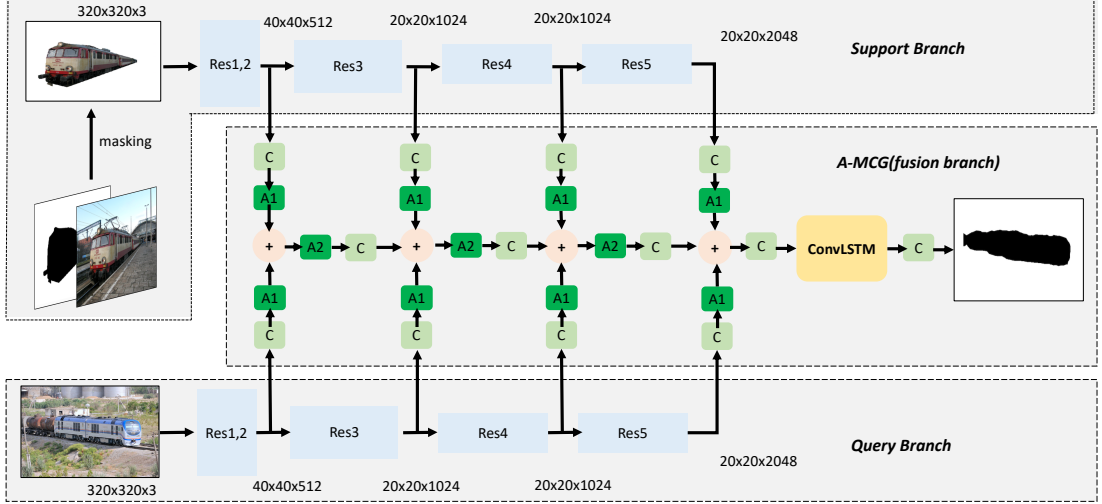 320x320x3
40x40x512
20x20x1024
20x20x1024
20x20x2048
Res1,2
Res3
Res4
Res5
Support Branch
masking
A-MCG(fusion branch)
C
C
C
C
A1
A1
A1
A1
+
A2
C
+
A2
C
+
A2
C
+
C
ConvLSTM
C
A1
A1
A1
A1
C
C
C
C
Res1,2
Res3
Res4
Res5
Query Branch
320x320x3
40x40x512
20x20x1024
20x20x1024
20x20x2048